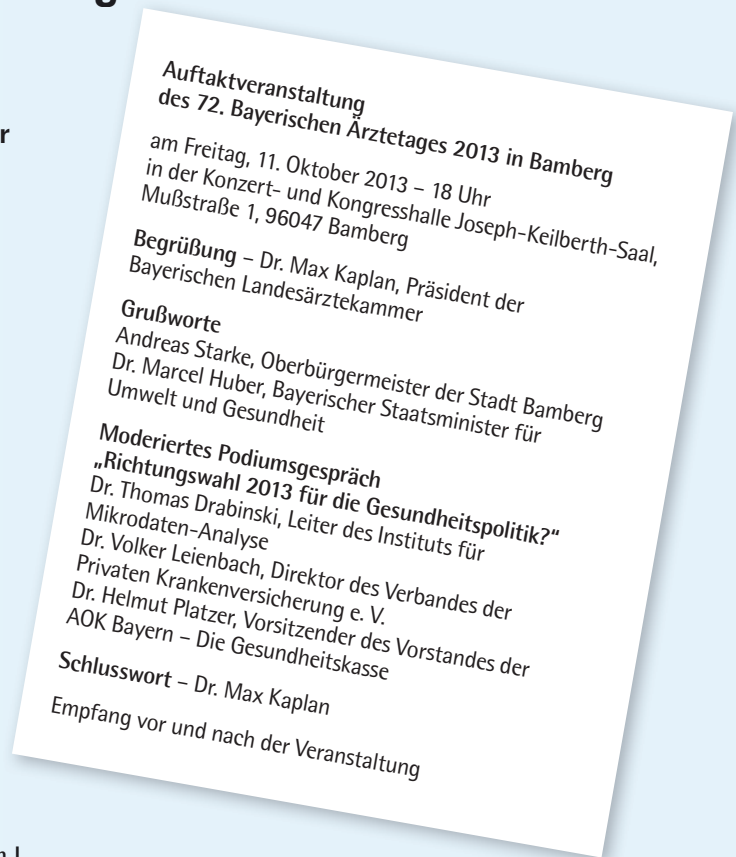 Auftaktveranstaltung
des 72. Bayerischen Ärztetages 2013 in Bamberg
am Freitag, 11. Oktober 2013 – 18 Uhr
in der Konzert- und Kongresshalle Joseph-Keilberth-Saal,
Mußstraße 1, 96047 Bamberg
Begrüßung – Dr. Max Kaplan, Präsident der
Bayerischen Landesärztekammer
Grußworte
Andreas Starke, Oberbürgermeister der Stadt Bamberg
Dr. Marcel Huber, Bayerischer Staatsminister für
Umwelt und Gesundheit
Moderiertes Podiumsgespräch
„Richtungswahl 2013 für die Gesundheitspolitik?“
Dr. Thomas Drabinski, Leiter des Instituts für
Mikrodaten-Analyse
Dr. Volker Leienbach, Direktor des Verbandes der
Privaten Krankenversicherung e. V.
Dr. Helmut Platzer, Vorsitzender des Vorstandes der
AOK Bayern – Die Gesundheitskasse
Schlusswort – Dr. Max Kaplan
Empfang vor und nach der Veranstaltung